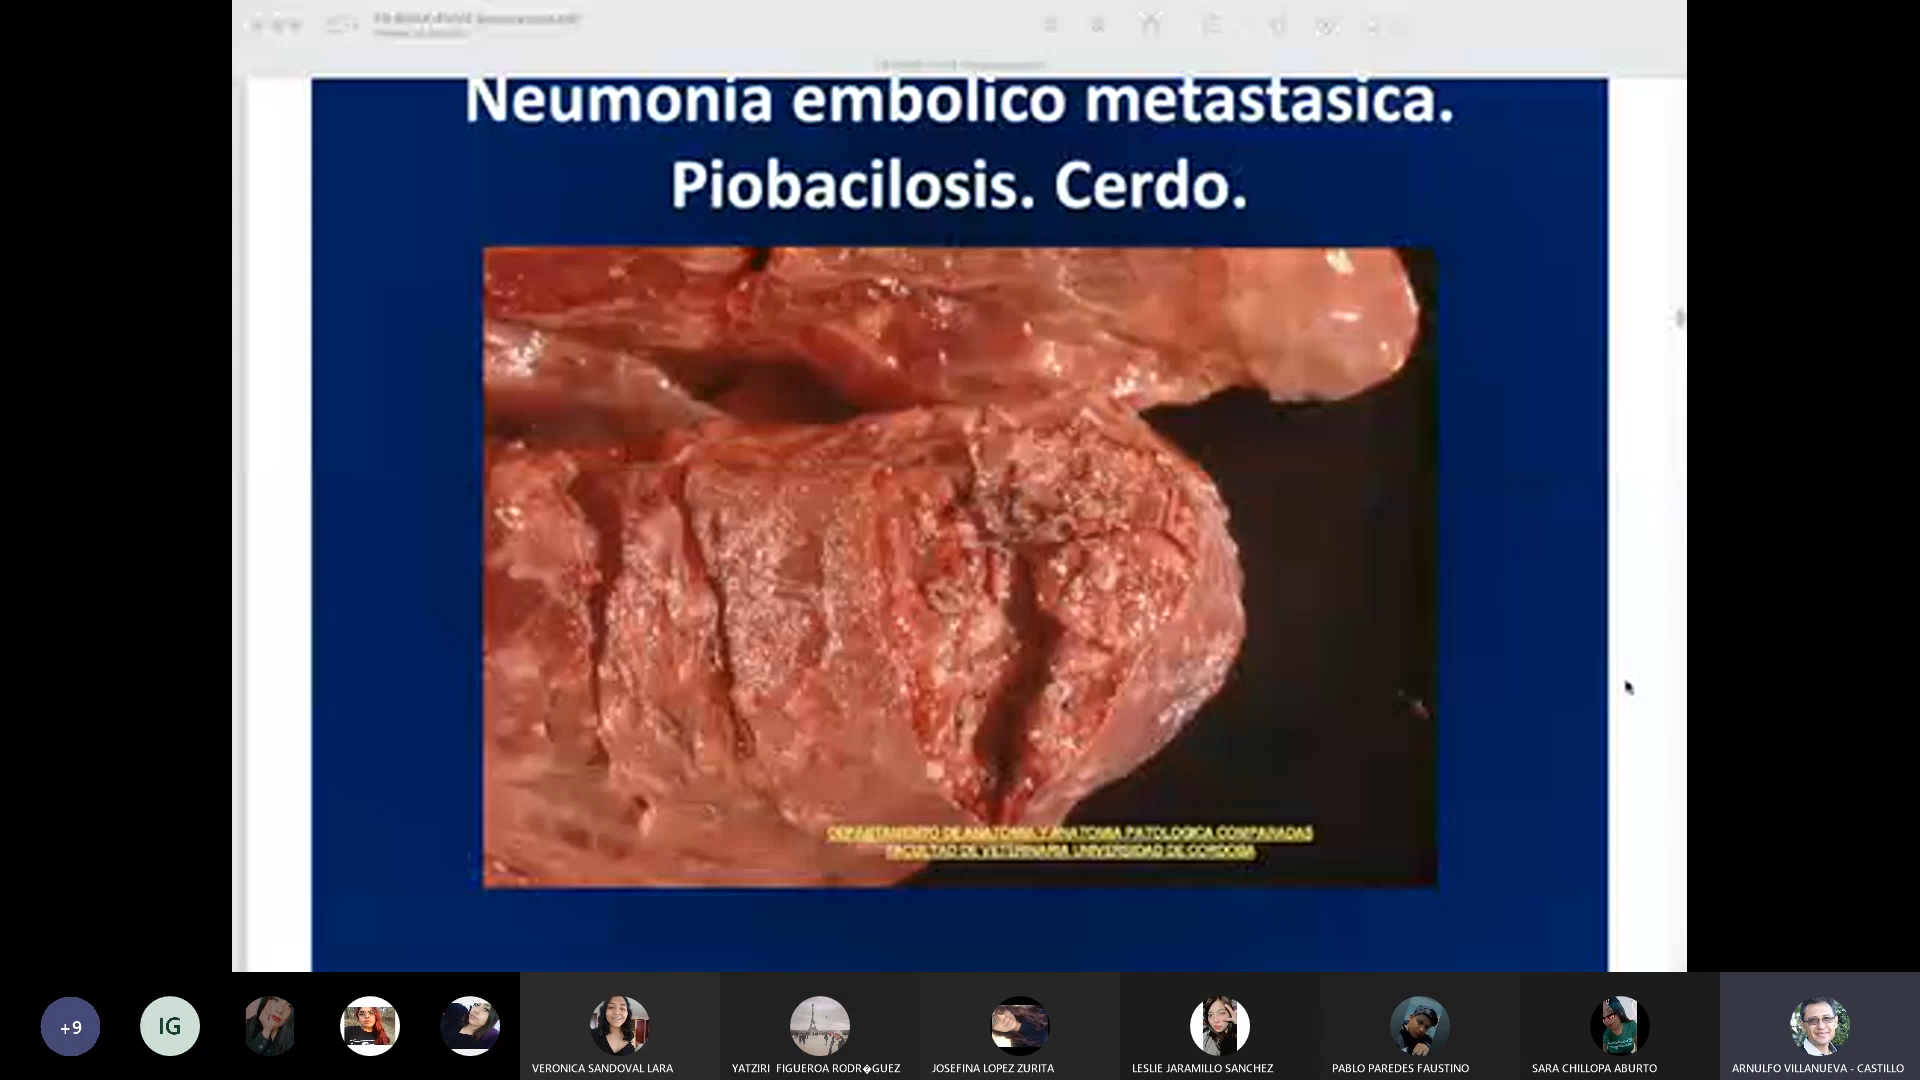 Neumonía embolico metastasica.
Piobacilosis. Cerdo.
DEPARTAMENTO DE ANATOMIA Y ANATOMIA PATOLOGICA COMPARADAS
FACULTAD DE VETERINARIA UNIVERSIDAD DE CORDOBA
+9
IG
VERONICA SANDOVAL LARA
YATZIRI FIGUEROA RODR�GUEZ
JOSEFINA LOPEZ ZURITA
LESLIE JARAMILLO SANCHEZ
PABLO PAREDES FAUSTINO
SARA CHILLOPA ABURTO
ARNULFO VILLANUEVA - CASTILLO